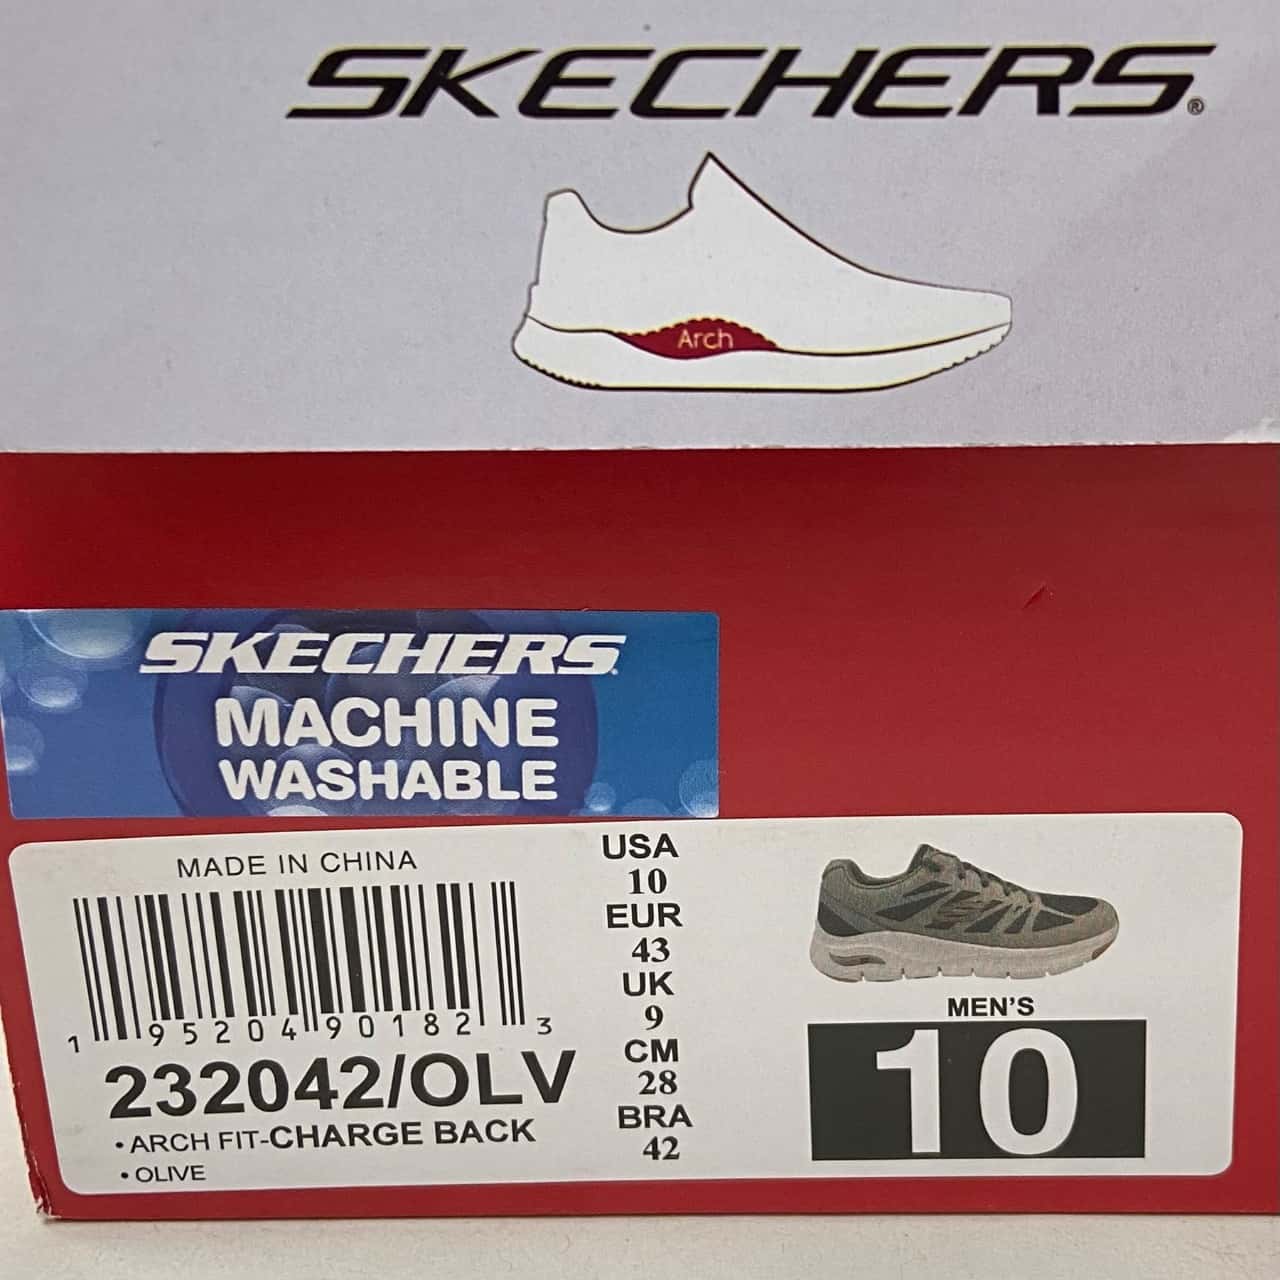 SKECHERS®
Arch
SKECHERS
MACHINE
WASHABLE
MADE IN CHINA
1 95204 90182 3
232042/OLV
• ARCH FIT-CHARGE BACK
• OLIVE
USA
10
EUR
43
UK
9
CM
28
BRA
42
MEN'S
10